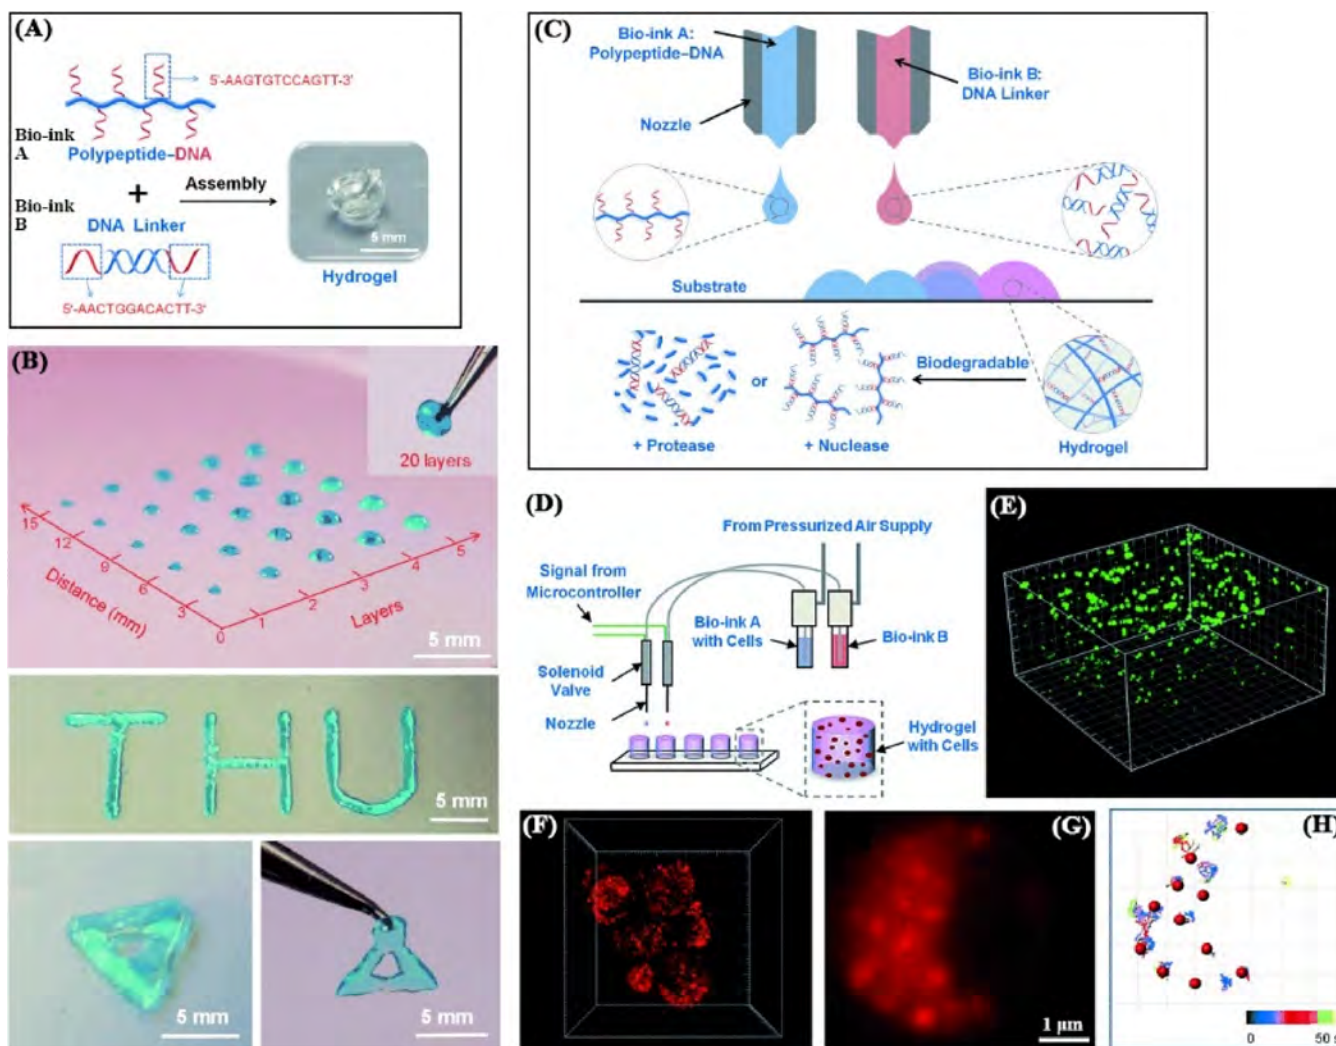 (A)
5'-AAGTGTCCAGTT-3'
Bio-ink
A
Polypeptide–DNA
+
Assembly
Bio-ink
B
DNA Linker
5 mm
Hydrogel
5'-AACTGGACACTT-3'
(B)
20 layers
15
12
9
6
3
0
1
2
3
4
5
Distance (mm)
Layers
5 mm
THU
5 mm
5 mm
5 mm
(C)
Bio-ink A:
Polypeptide–DNA
Bio-ink B:
DNA Linker
Nozzle
Substrate
or
Biodegradable
+ Protease
+ Nuclease
Hydrogel
(D)
From Pressurized Air Supply
Signal from
Microcontroller
Bio-ink A
with Cells
Bio-ink B
Solenoid
Valve
Nozzle
Hydrogel
with Cells
(E)
(F)
(G)
1 μm
(H)
0
50 s